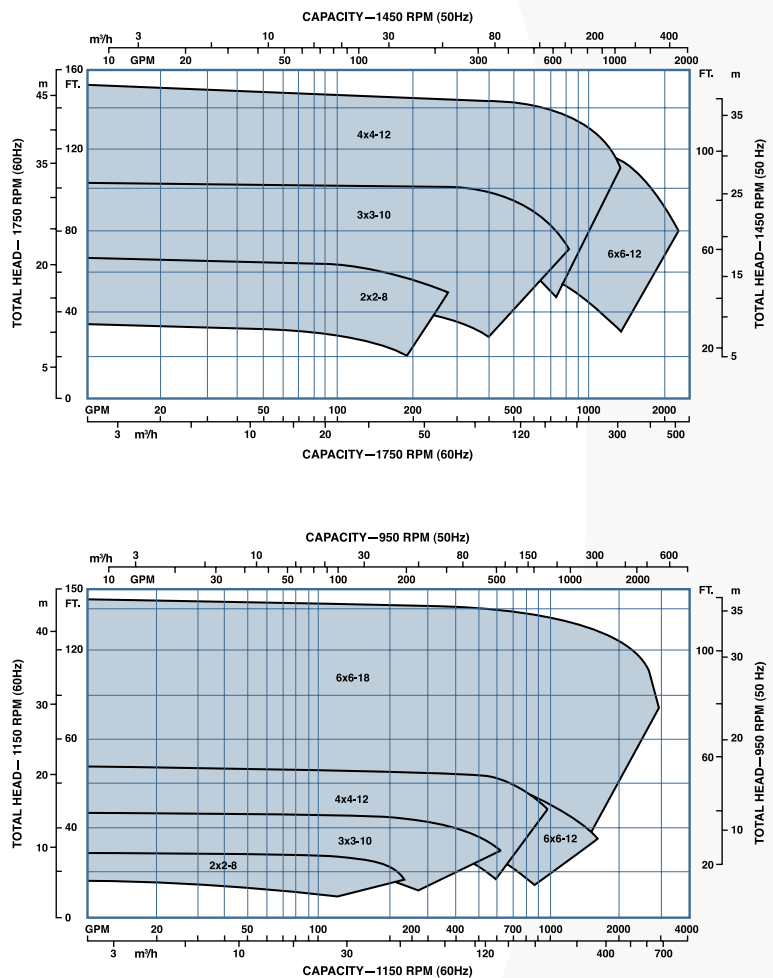 CAPACITY—1450 RPM (50Hz)
m³/h 3 10 30 80 200 400
10 GPM 20 50 100 300 600 1000 2000
m 160 FT. m
FT.
45 35
120 100
35 25
80 60
20 15
40
20 5
5
0
TOTAL HEAD— 1750 RPM (60Hz)
TOTAL HEAD—1450 RPM (50 Hz)
4x4-12
3x3-10
6x6-12
2x2-8
GPM 20 50 100 200 500 1000 2000
3 m³/h 10 20 50 120 300 500
CAPACITY—1750 RPM (60Hz)
CAPACITY—950 RPM (50Hz)
m³/h 3 10 30 80 150 300 600
10 GPM 30 50 100 200 500 1000 2000
m 150 FT. m
FT.
40 35
120 100 30
30
60 20
20 60
40 10
10
20
0
TOTAL HEAD— 1150 RPM (60Hz)
TOTAL HEAD—950 RPM (50 Hz)
6x6-18
4x4-12
3x3-10
6x6-12
2x2-8
GPM 20 50 100 200 400 700 1000 2000 4000
3 m³/h 10 30 120 400 700
CAPACITY—1150 RPM (60Hz)